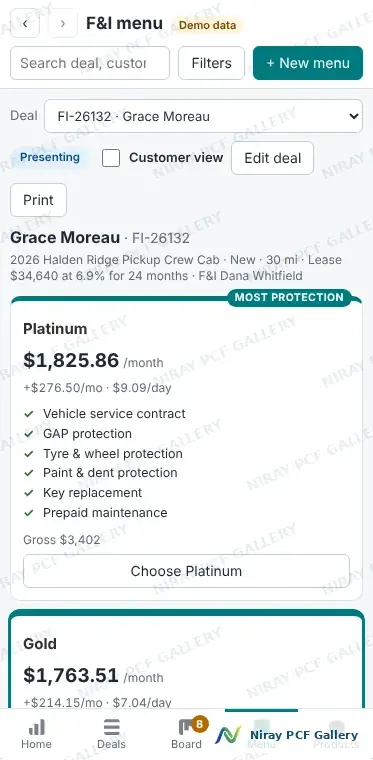 F&I menu Demo data
Search deal, custor Filters + New menu
Deal FI-26132 · Grace Moreau
Presenting Customer view Edit deal
Print
Grace Moreau · FI-26132
2026 Halden Ridge Pickup Crew Cab · New · 30 mi · Lease
$34,640 at 6.9% for 24 months · F&I Dana Whitfield
MOST PROTECTION
Platinum
$1,825.86 /month
+$276.50/mo · $9.09/day
Vehicle service contract
GAP protection
Tyre & wheel protection
Paint & dent protection
Key replacement
Prepaid maintenance
Gross $3,402
Choose Platinum
Gold
$1,763.51 /month
+$214.15/mo · $7.04/day
8
Home Deals Board Menu Products
Niray PCF Gallery
NIRAY PCF GALLERY